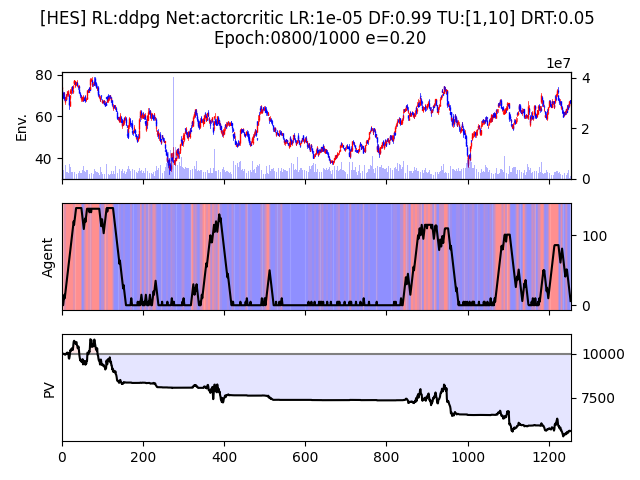 [HES] RL:ddpg Net:actorcritic LR:1e-05 DF:0.99 TU:[1,10] DRT:0.05
Epoch:0800/1000 e=0.20
1e7
80
60
40
Env.
4
2
0
Agent
100
0
PV
10000
7500
0 200 400 600 800 1000 1200